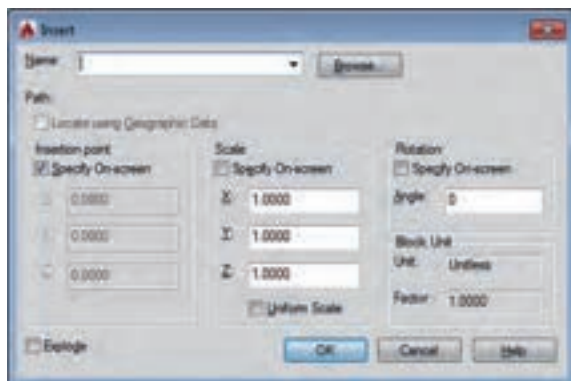 Insert
Name: Browse...
Path:
Locate using Geographic Data
Insertion point
Specify On-screen
X: 0.0000
Y: 0.0000
Z: 0.0000
Scale
Specify On-screen
X: 1.0000
Y: 1.0000
Z: 1.0000
Uniform Scale
Rotation
Specify On-screen
Angle: 0
Block Unit
Unit: Unitless
Factor: 1.0000
Explode
OK Cancel Help